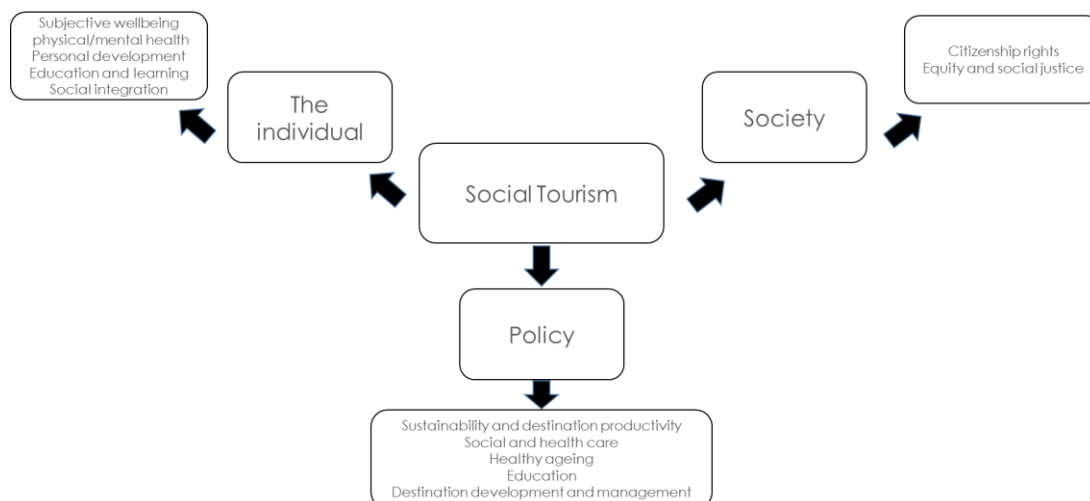 Subjective wellbeing
physical/mental health
Personal development
Education and learning
Social integration
The
individual
Social Tourism
Society
Citizenship rights
Equity and social justice
Policy
Sustainability and destination productivity
Social and health care
Healthy ageing
Education
Destination development and management